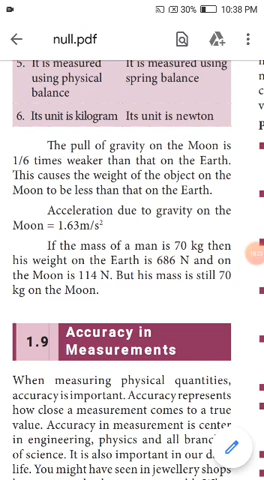 30% 10:38 PM
null.pdf
5. It is measured It is measured using
using physical spring balance
balance
6. Its unit is kilogram Its unit is newton
The pull of gravity on the Moon is
1/6 times weaker than that on the Earth.
This causes the weight of the object on the
Moon to be less than that on the Earth.
Acceleration due to gravity on the
Moon = 1.63m/s²
If the mass of a man is 70 kg then
his weight on the Earth is 686 N and on
the Moon is 114 N. But his mass is still 70
kg on the Moon.
1.9 Accuracy in
Measurements
When measuring physical quantities,
accuracy is important. Accuracy represents
how close a measurement comes to a true
value. Accuracy in measurement is center
in engineering, physics and all branc
of science. It is also important in our d
life. You might have seen in jewellery shops